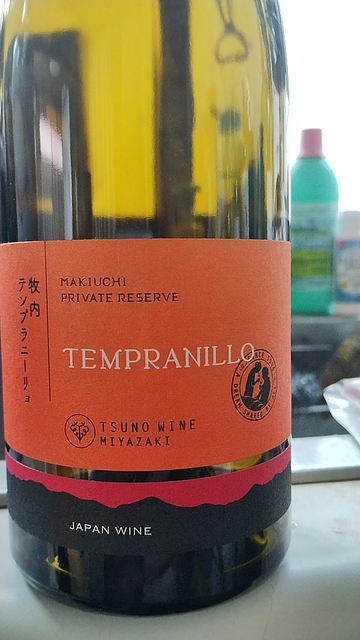 MAKIUCHI
PRIVATE RESERVE
牧内
テンプラニーリョ
TEMPRANILLO
TSUNO WINE
MIYAZAKI
JAPAN WINE